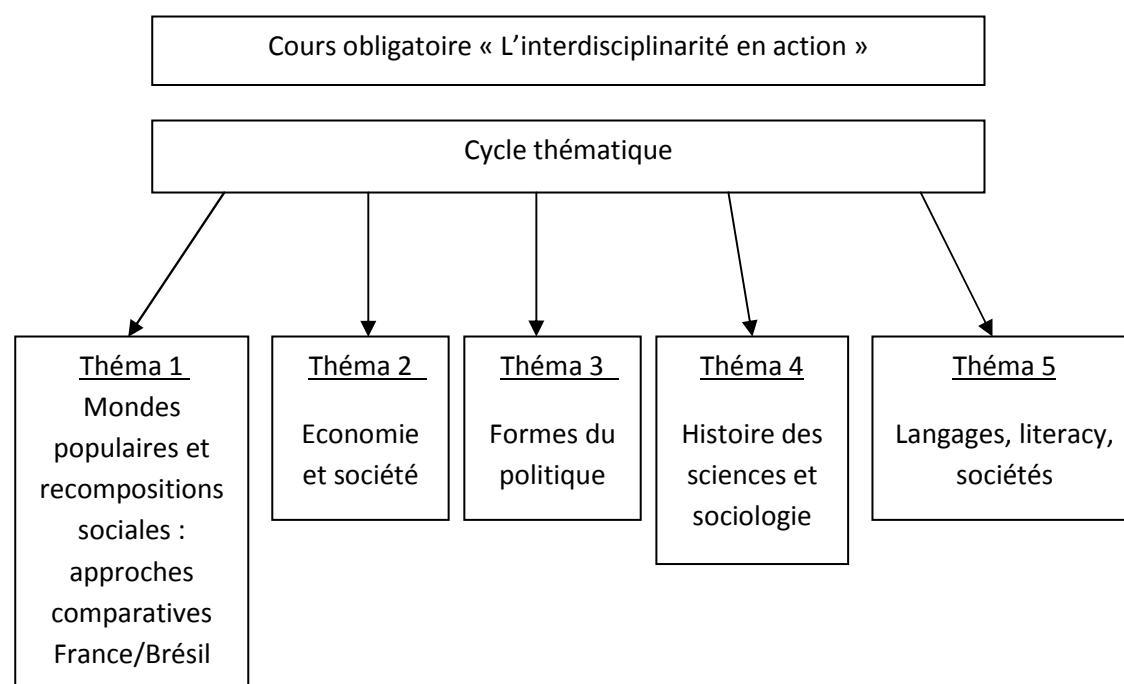 Cours obligatoire « L’interdisciplinarité en action »
Cycle thématique
Théma 1
Mondes
populaires et
recompositions
sociales :
approches
comparatives
France/Brésil
Théma 2
Economie
et société
Théma 3
Formes du
politique
Théma 4
Histoire des
sciences et
sociologie
Théma 5
Langages, literacy,
sociétés